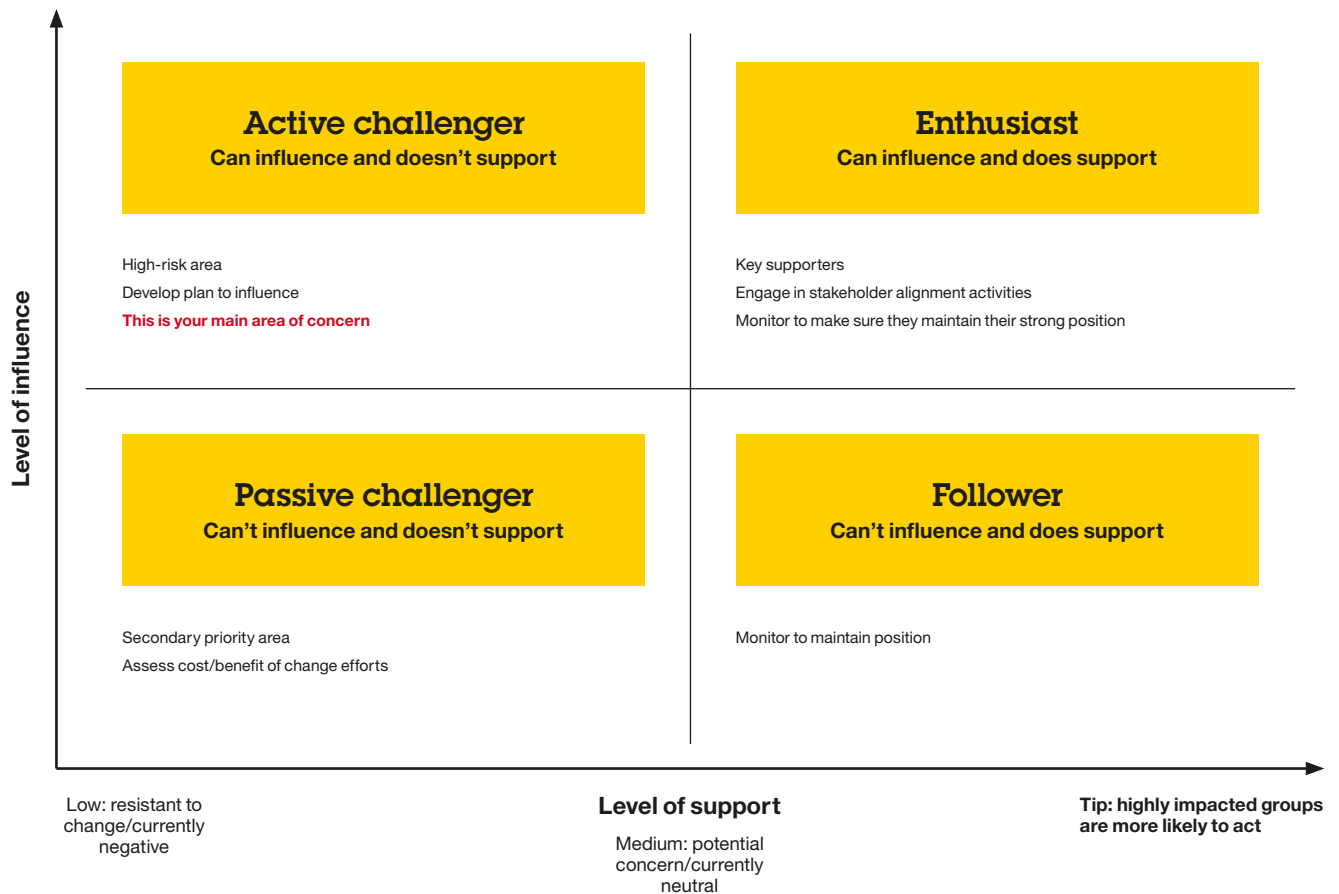 Level of influence
Active challenger
Can influence and doesn't support
High-risk area
Develop plan to influence
This is your main area of concern
Enthusiast
Can influence and does support
Key supporters
Engage in stakeholder alignment activities
Monitor to make sure they maintain their strong position
Passive challenger
Can't influence and doesn't support
Secondary priority area
Assess cost/benefit of change efforts
Follower
Can't influence and does support
Monitor to maintain position
Low: resistant to
change/currently
negative
Level of support
Medium: potential
concern/currently
neutral
Tip: highly impacted groups
are more likely to act